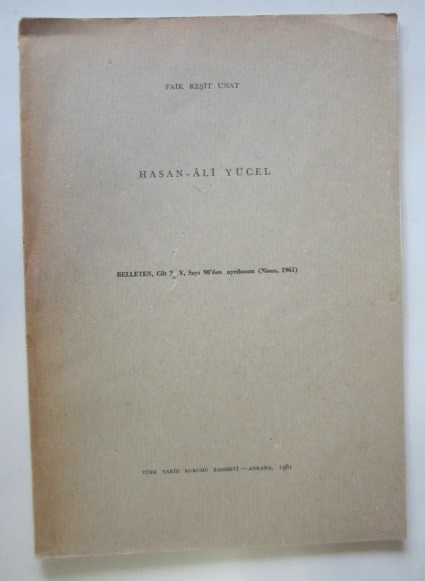 FAİK REŞİT UNAT
HASAN-ÂLİ YÜCEL
BELLETEN, Cilt V, Sayı 98'den ayrıbasım (Nisan, 1961)
TÜRK TARİH KURUMU BASIMEVİ — ANKARA, 1961